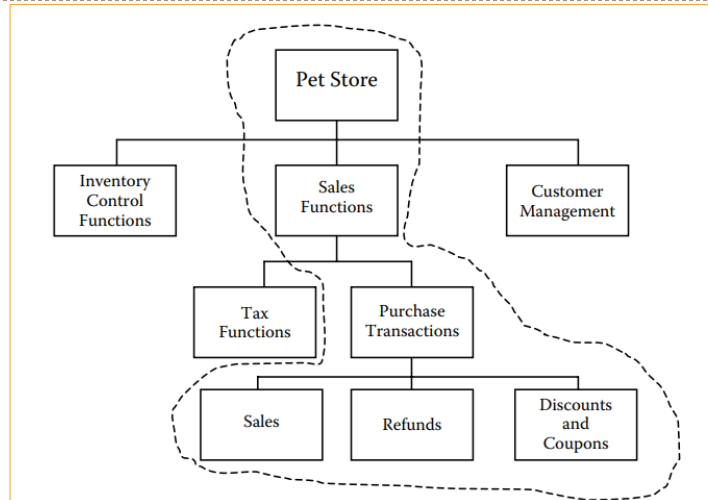 Pet Store
Inventory
Control
Functions
Sales
Functions
Customer
Management
Tax
Functions
Purchase
Transactions
Sales
Refunds
Discounts
and
Coupons